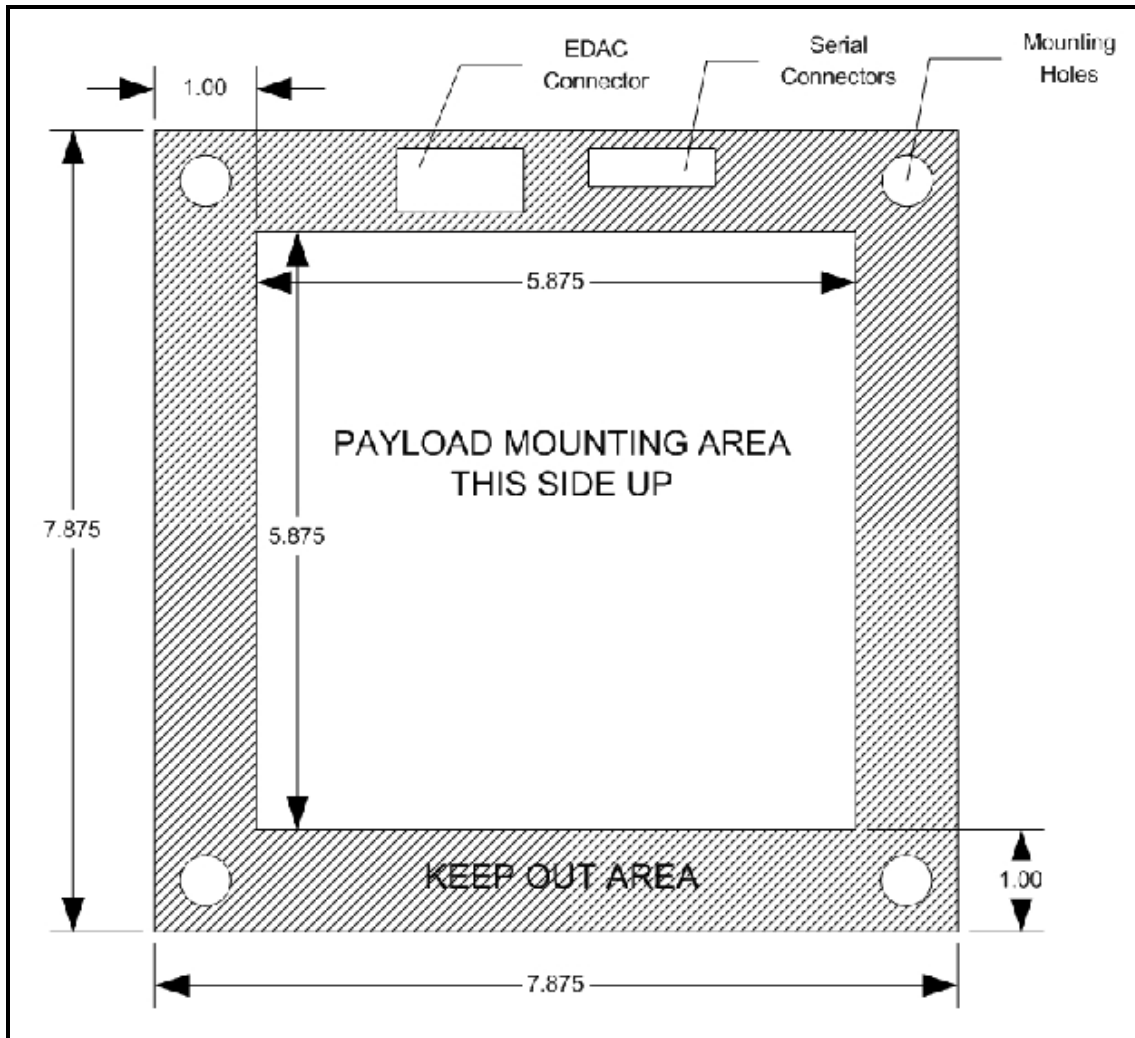 EDAC
Connector
Serial
Connectors
Mounting
Holes
1.00
5.875
PAYLOAD MOUNTING AREA
THIS SIDE UP
7.875
5.875
KEEP OUT AREA
1.00
7.875